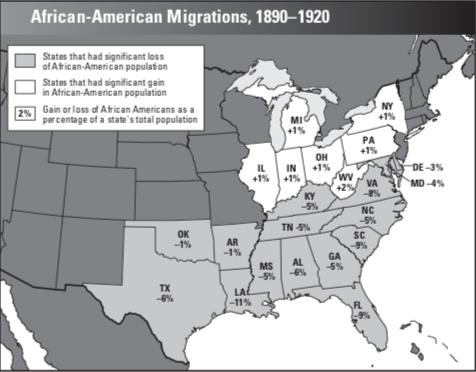 African-American Migrations, 1890–1920
States that had significant loss
of African-American population
States that had significant gain
in African-American population
2%
Gain or loss of African Americans as a
percentage of a state's total population
NY
+1%
MI
+1%
PA
+1%
OH
+1%
IL
+1%
IN
+1%
WV
+2%
DE –3%
MD –4%
VA
–8%
KY
–5%
NC
–5%
TN –5%
OK
–1%
AR
–1%
SC
–9%
MS
–5%
AL
–6%
GA
–5%
TX
–6%
LA
–11%
FL
–9%